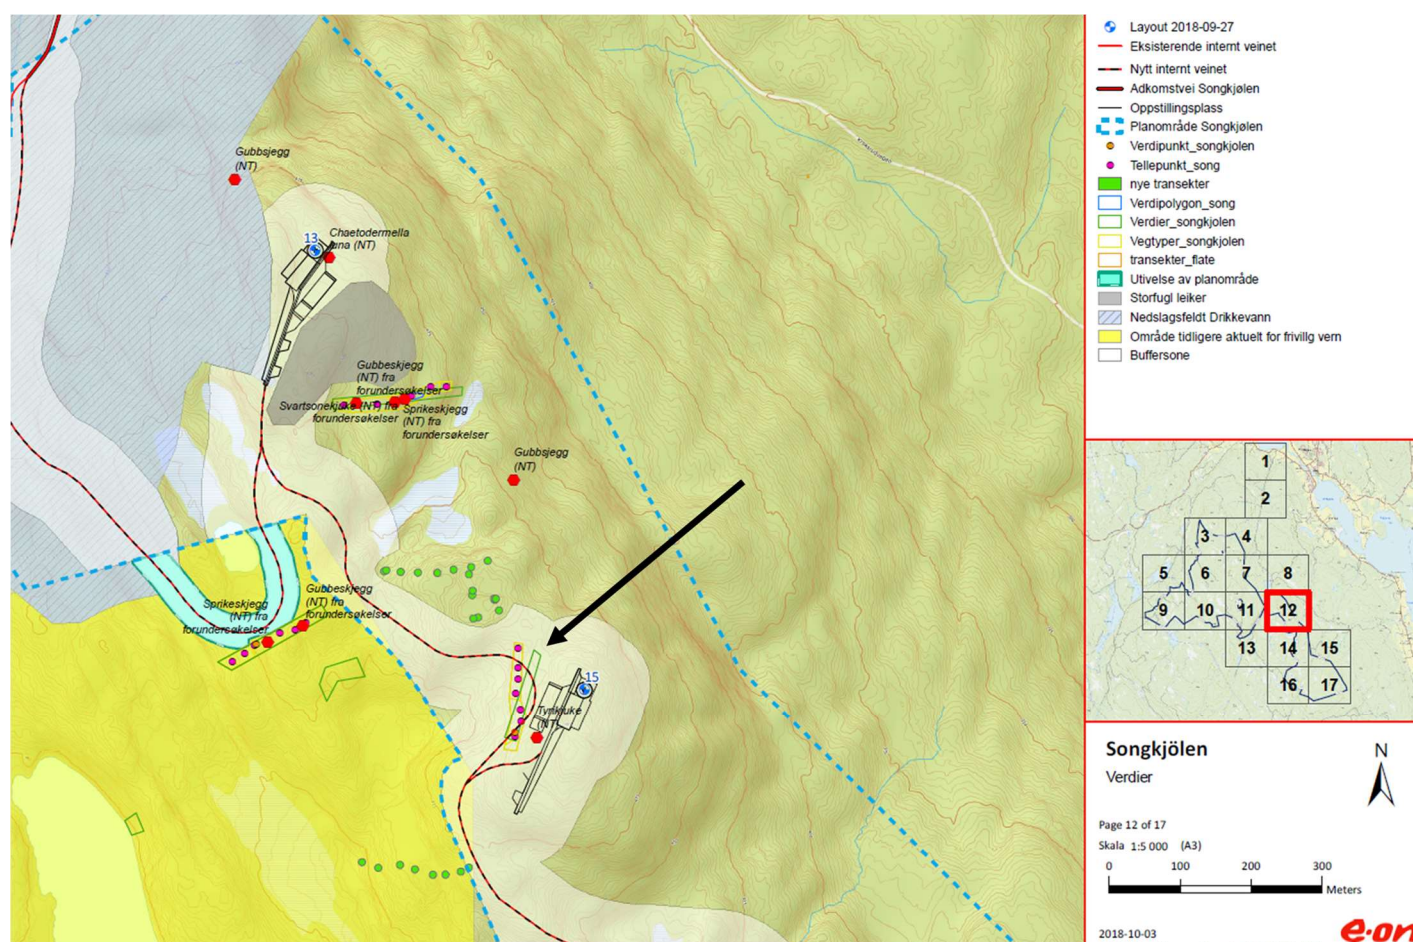 Gubbsjegg
(NT)
Chaetodermella
una (NT)
13
Gubbeskjegg
(NT) fra
forundersøkelser
Svartsonekjuke (NT) fra
forundersøkelser
Sprikeskjegg
(NT) fra
forundersøkelser
Gubbsjegg
(NT)
Gubbeskjegg
(NT) fra
forundersøkelser
Sprikeskjegg
(NT) fra
forundersøkelser
15
Tynnkjuke
(NT)
Layout 2018-09-27
Eksisterende internt veinet
Nytt internt veinet
Adkomstvei Songkjølen
Oppstillingsplass
Planområde Songkjølen
Verdipunkt_songkjolen
Tellepunkt_song
nye transekter
Verdipolygon_song
Verdier_songkjolen
Vegtyper_songkjolen
transekter_flate
Utivelse av planområde
Storfugl leiker
Nedslagsfeldt Drikkevann
Område tidligere aktuelt for frivillg vern
Buffersone
1
2
3 4
5 6 7 8
9 10 11 12
13 14 15
16 17
Songkjölen
Verdier
N
Page 12 of 17
Skala 1:5 000 (A3)
0 100 200 300
Meters
2018-10-03
e·on